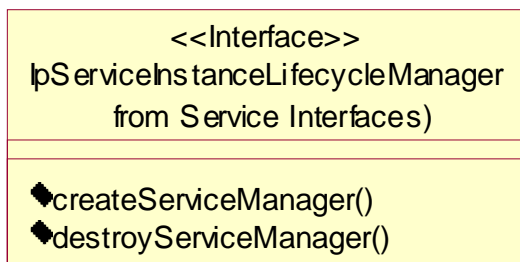 <<Interface>>
IpServiceInstanceLifecycleManager
from Service Interfaces)
createServiceManager()
destroyServiceManager()